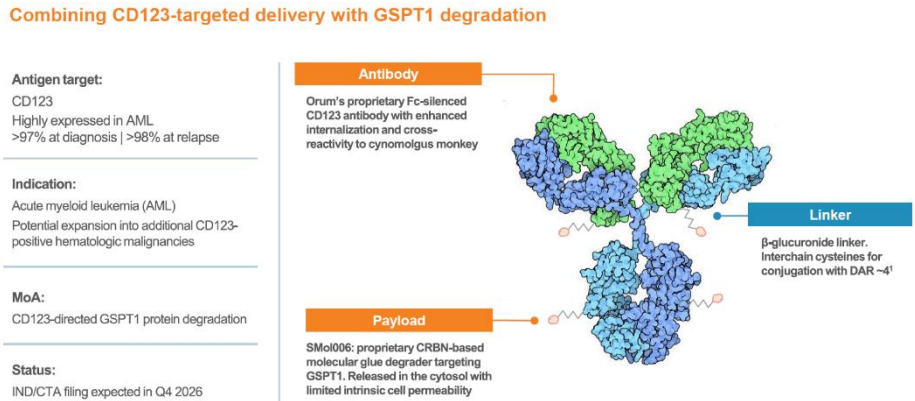 Combining CD123-targeted delivery with GSPT1 degradation
Antigen target:
CD123
Highly expressed in AML
>97% at diagnosis | >98% at relapse
Indication:
Acute myeloid leukemia (AML)
Potential expansion into additional CD123-
positive hematologic malignancies
MoA:
CD123-directed GSPT1 protein degradation
Status:
IND/CTA filing expected in Q4 2026
Antibody
Orum's proprietary Fc-silenced
CD123 antibody with enhanced
internalization and cross-
reactivity to cynomolgus monkey
Linker
β-glucuronide linker.
Interchain cysteines for
conjugation with DAR ~4¹
Payload
SMol006: proprietary CRBN-based
molecular glue degrader targeting
GSPT1. Released in the cytosol with
limited intrinsic cell permeability